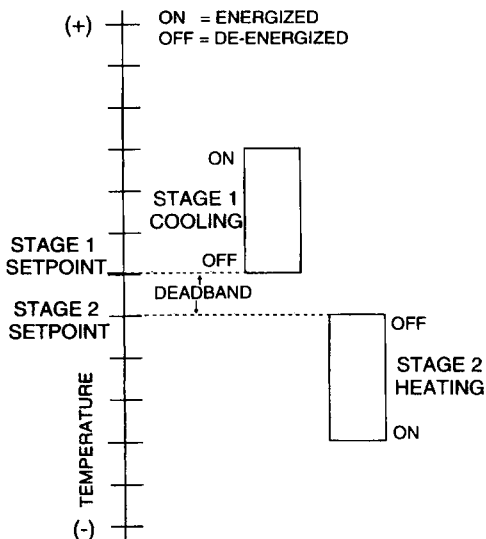 (+)
ON = ENERGIZED
OFF = DE-ENERGIZED
ON
STAGE 1
COOLING
STAGE 1
SETPOINT
OFF
DEADBAND
STAGE 2
SETPOINT
OFF
STAGE 2
HEATING
ON
TEMPERATURE
(-)